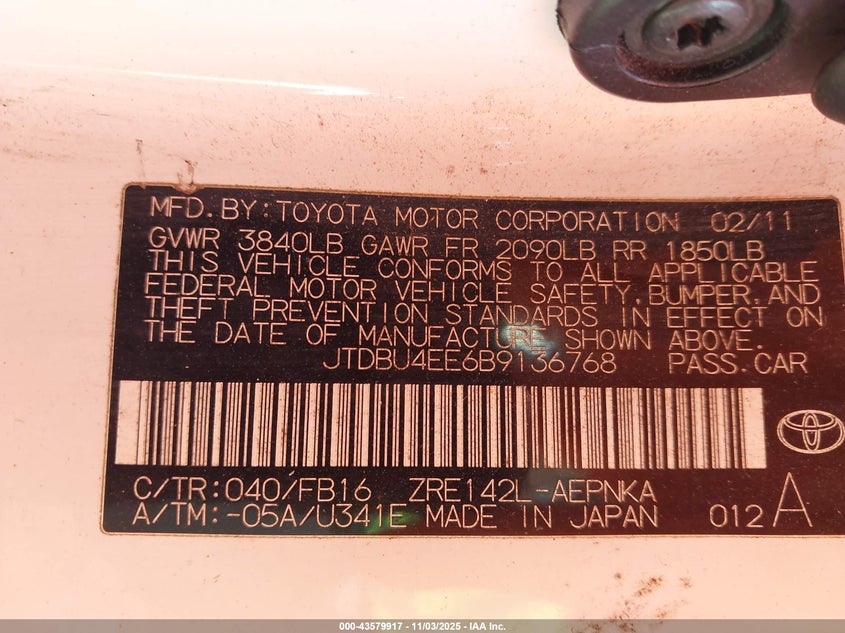 MFD.BY:TOYOTA MOTOR CORPORATION 02/11
GVWR 3840LB GAWR FR 2090LB RR 1850LB
THIS VEHICLE CONFORMS TO ALL APPLICABLE
FEDERAL MOTOR VEHICLE SAFETY,BUMPER,AND
THEFT PREVENTION STANDARDS IN EFFECT ON
THE DATE OF MANUFACTURE SHOWN ABOVE.
JTDBU4EE6B9136768 PASS.CAR
C/TR:040/FB16 ZRE142L-AEPNKA
A/TM:-05A/U341E MADE IN JAPAN 012 A
000-43579917 - 11/03/2025 - IAA Inc.